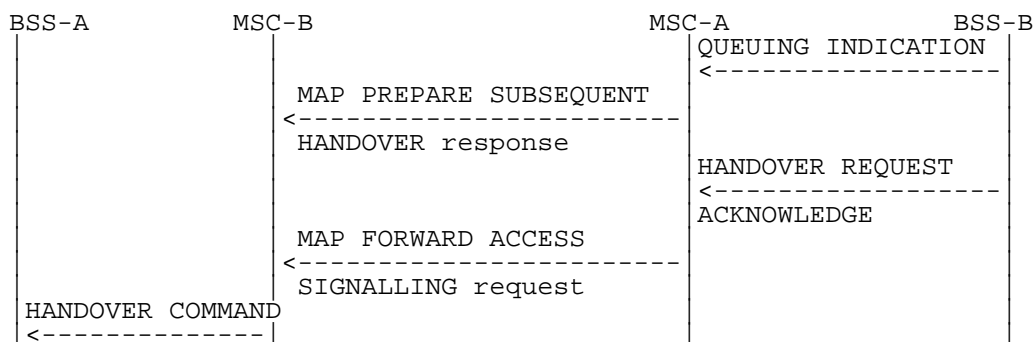 BSS-A MSC-B MSC-A BSS-B
QUEUING INDICATION
MAP PREPARE SUBSEQUENT
HANDOVER response
HANDOVER REQUEST
ACKNOWLEDGE
MAP FORWARD ACCESS
SIGNALLING request
HANDOVER COMMAND